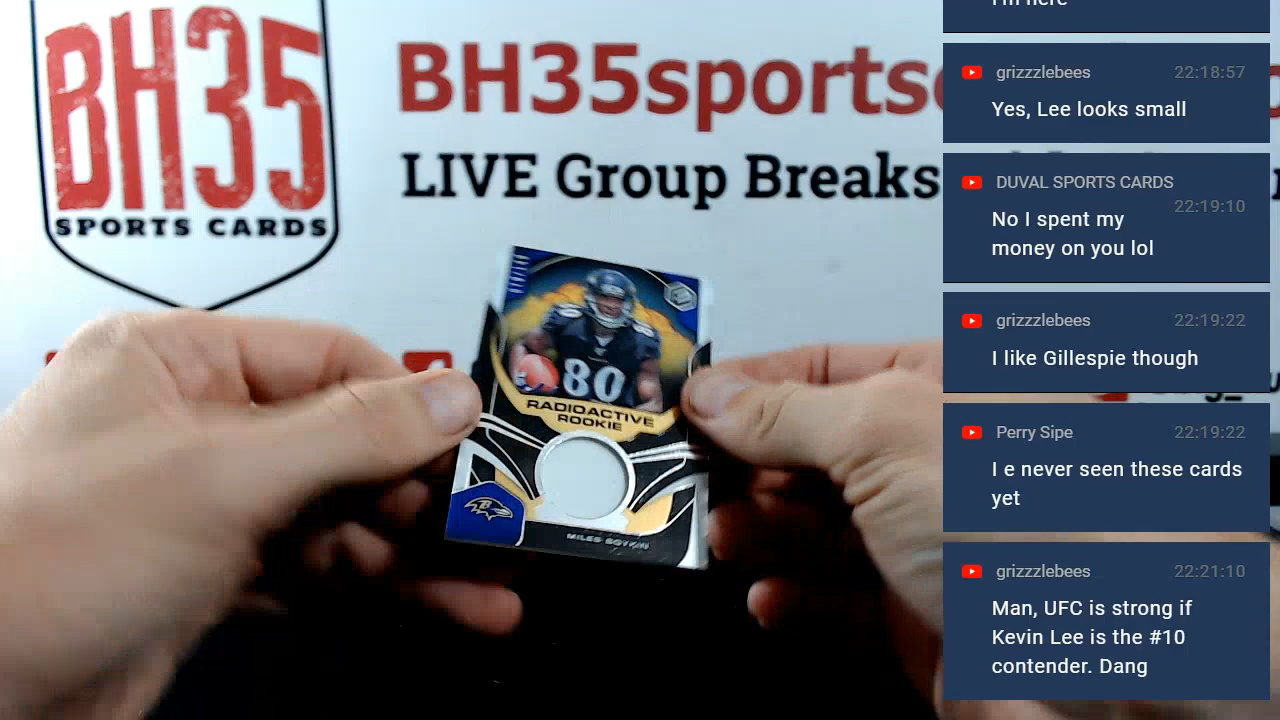 BH35
SPORTS CARDS
BH35sportsc
LIVE Group Breaks
80
RADIOACTIVE
ROOKIE
MILES BOYKIN
I'm here
grizzzlebees 22:18:57
Yes, Lee looks small
DUVAL SPORTS CARDS
22:19:10
No I spent my
money on you lol
grizzzlebees 22:19:22
I like Gillespie though
Perry Sipe 22:19:22
I e never seen these cards
yet
grizzzlebees 22:21:10
Man, UFC is strong if
Kevin Lee is the #10
contender. Dang